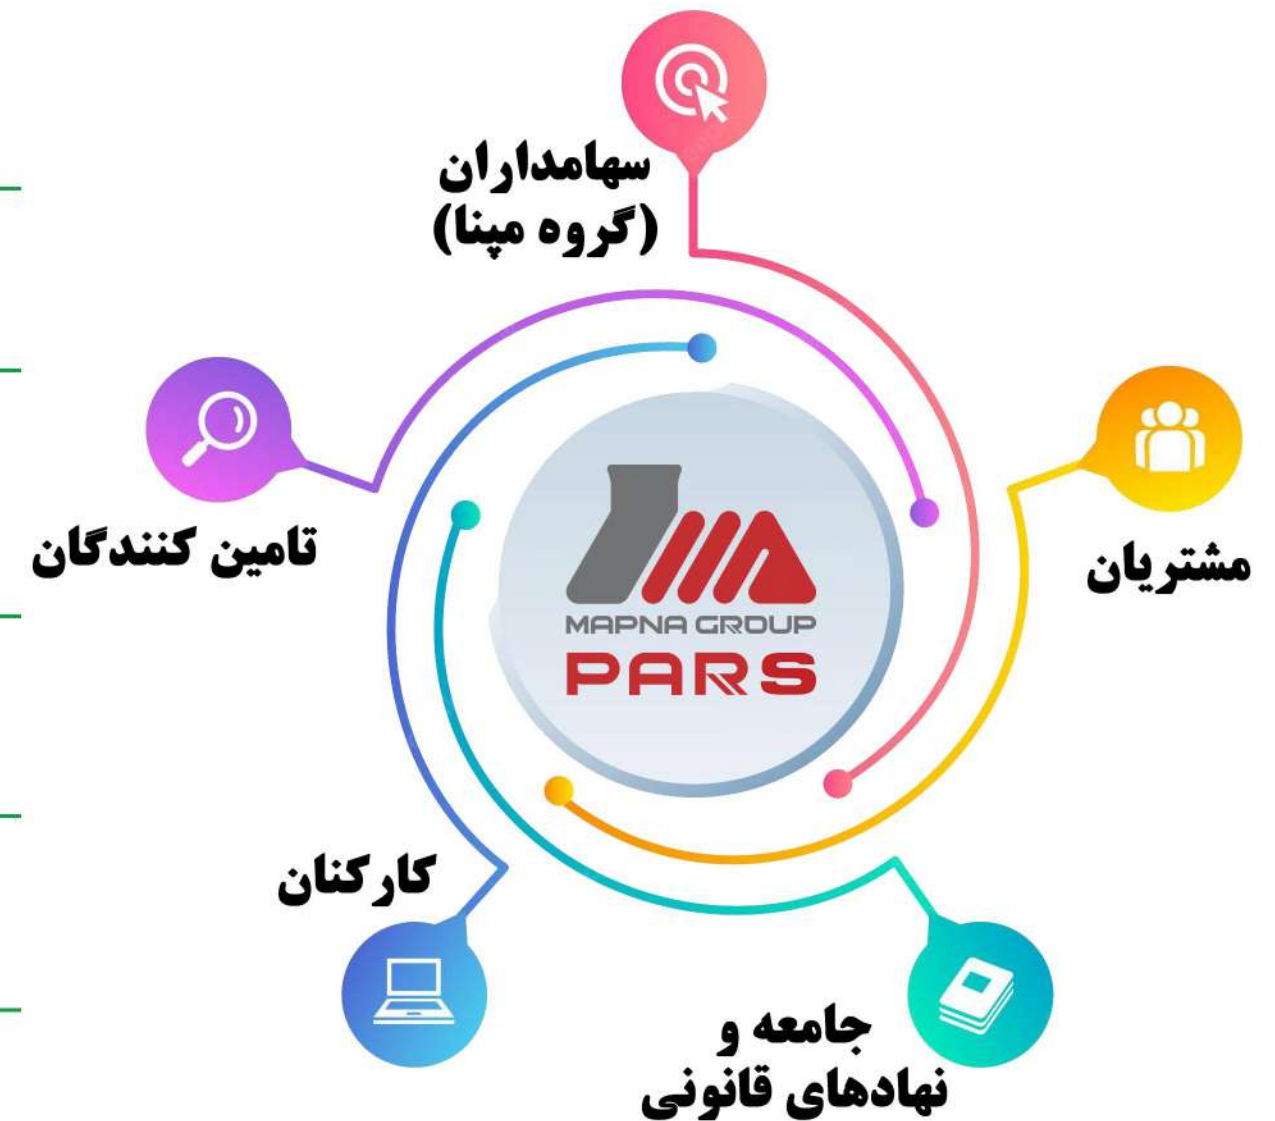 سهامداران
(گروه مپنا)
مشتریان
تامین کنندگان
MAPNA GROUP
PARS
کارکنان
جامعه و
نهادهای قانونی